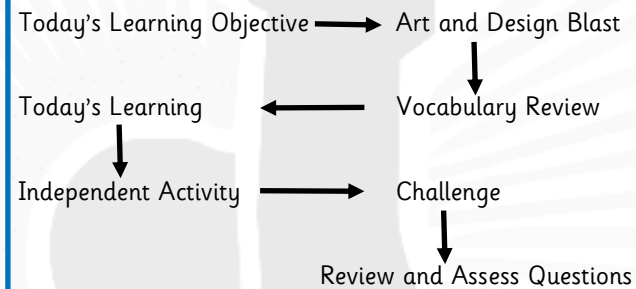 Today's Learning Objective
Art and Design Blast
Vocabulary Review
Today's Learning
Independent Activity
Challenge
Review and Assess Questions